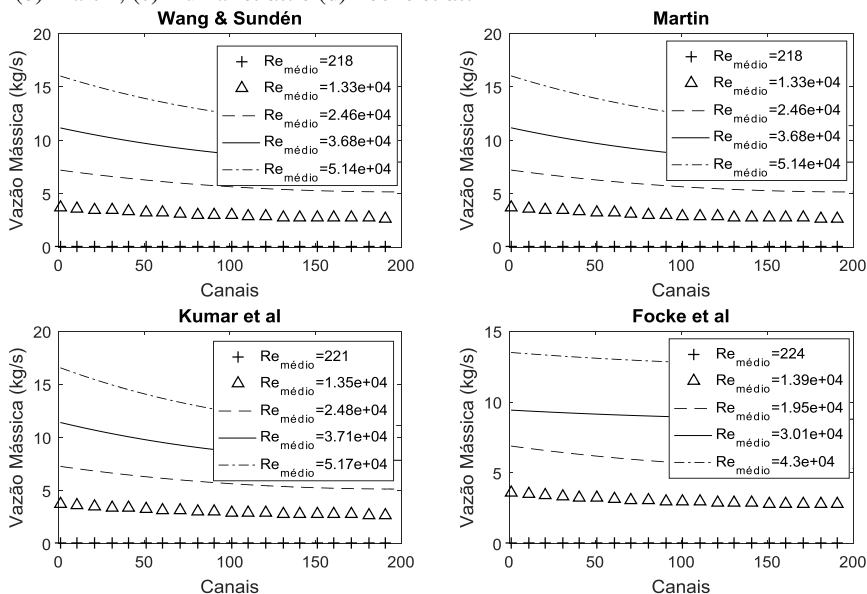 Wang & Sundén
Vazão Mássica (kg/s)
20
15
10
5
0
0 50 100 150 200
Canais
Re médio=218
Re médio=1.33e+04
Re médio=2.46e+04
Re médio=3.68e+04
Re médio=5.14e+04
Martin
Vazão Mássica (kg/s)
20
15
10
5
0
0 50 100 150 200
Canais
Re médio=218
Re médio=1.33e+04
Re médio=2.46e+04
Re médio=3.68e+04
Re médio=5.14e+04
Kumar et al
Vazão Mássica (kg/s)
20
15
10
5
0
0 50 100 150 200
Canais
Re médio=221
Re médio=1.35e+04
Re médio=2.48e+04
Re médio=3.71e+04
Re médio=5.17e+04
Focke et al
Vazão Mássica (kg/s)
15
10
5
0
0 50 100 150 200
Canais
Re médio=224
Re médio=1.39e+04
Re médio=1.95e+04
Re médio=3.01e+04
Re médio=4.3e+04